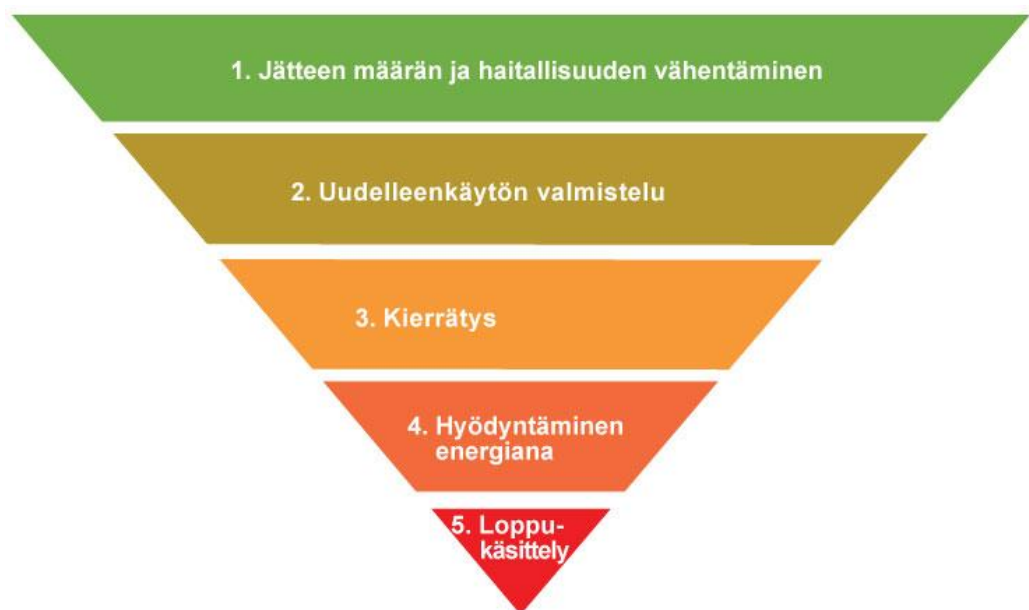 1. Jätteen määrän ja haitallisuuden vähentäminen
2. Uudelleenkäytön valmistelu
3. Kierrätys
4. Hyödyntäminen
energiana
5. Loppu-
käsittely